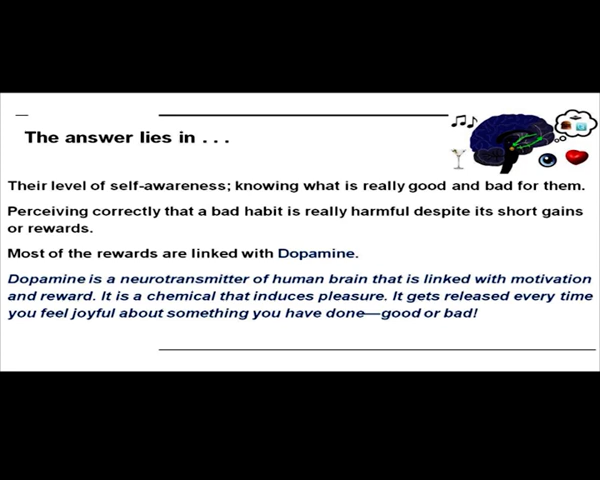 The answer lies in . . .
Their level of self-awareness; knowing what is really good and bad for them.
Perceiving correctly that a bad habit is really harmful despite its short gains
or rewards.
Most of the rewards are linked with Dopamine.
Dopamine is a neurotransmitter of human brain that is linked with motivation
and reward. It is a chemical that induces pleasure. It gets released every time
you feel joyful about something you have done—good or bad!